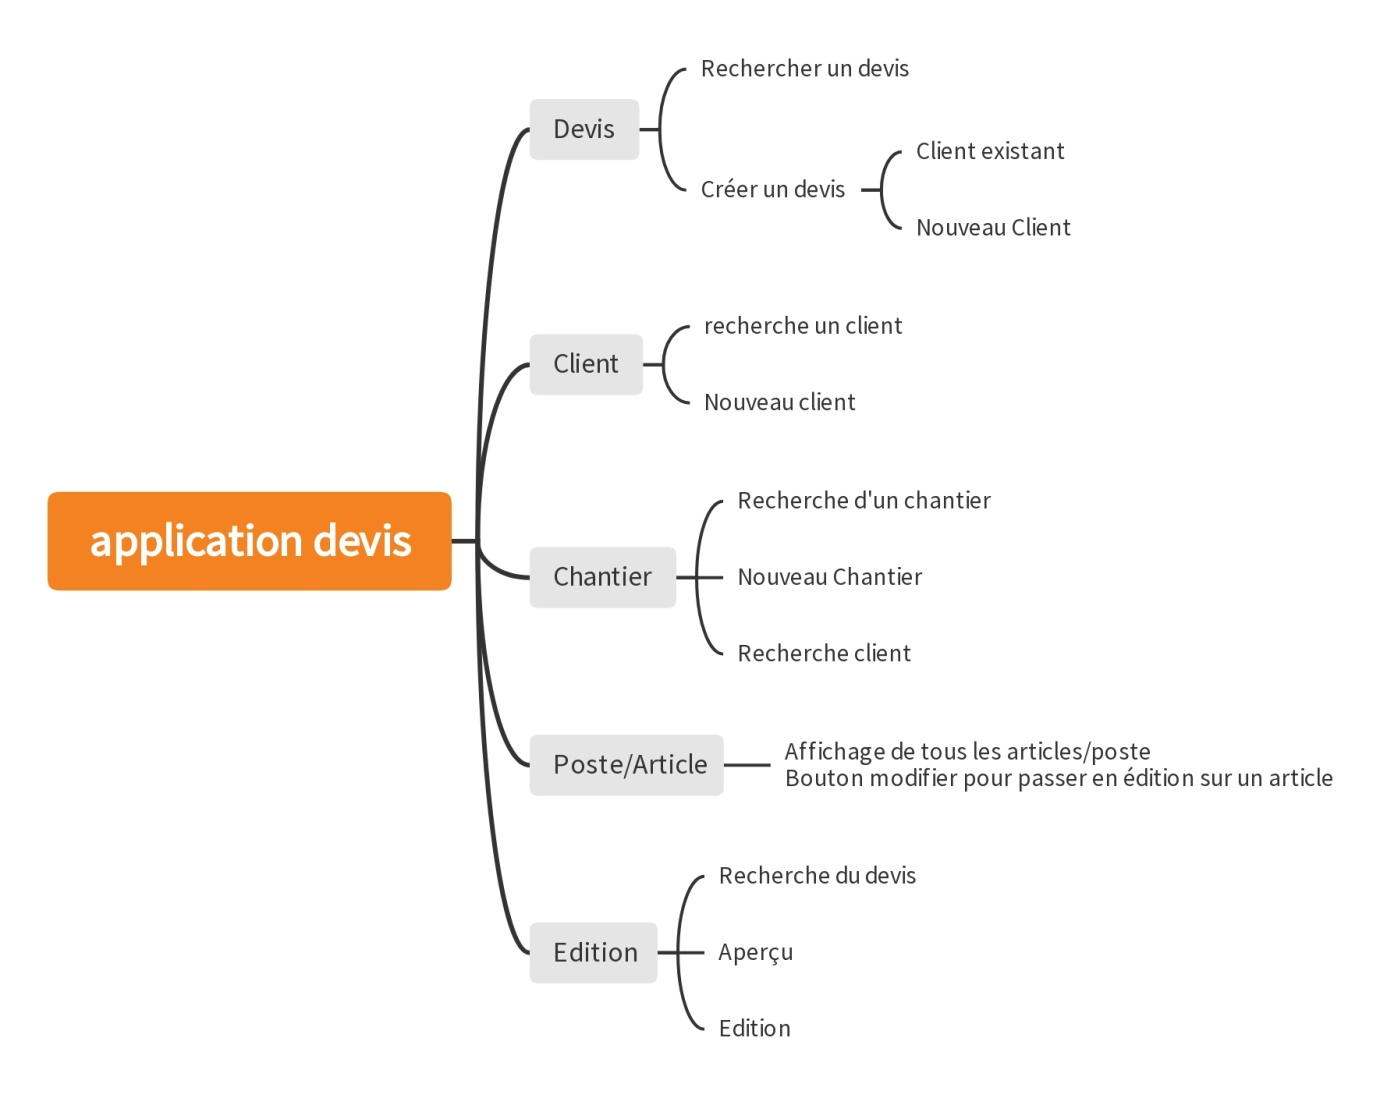 application devis
Devis
Rechercher un devis
Créer un devis
Client existant
Nouveau Client
Client
recherche un client
Nouveau client
Chantier
Recherche d'un chantier
Nouveau Chantier
Recherche client
Poste/Article
Affichage de tous les articles/poste
Bouton modifier pour passer en édition sur un article
Edition
Recherche du devis
Aperçu
Edition